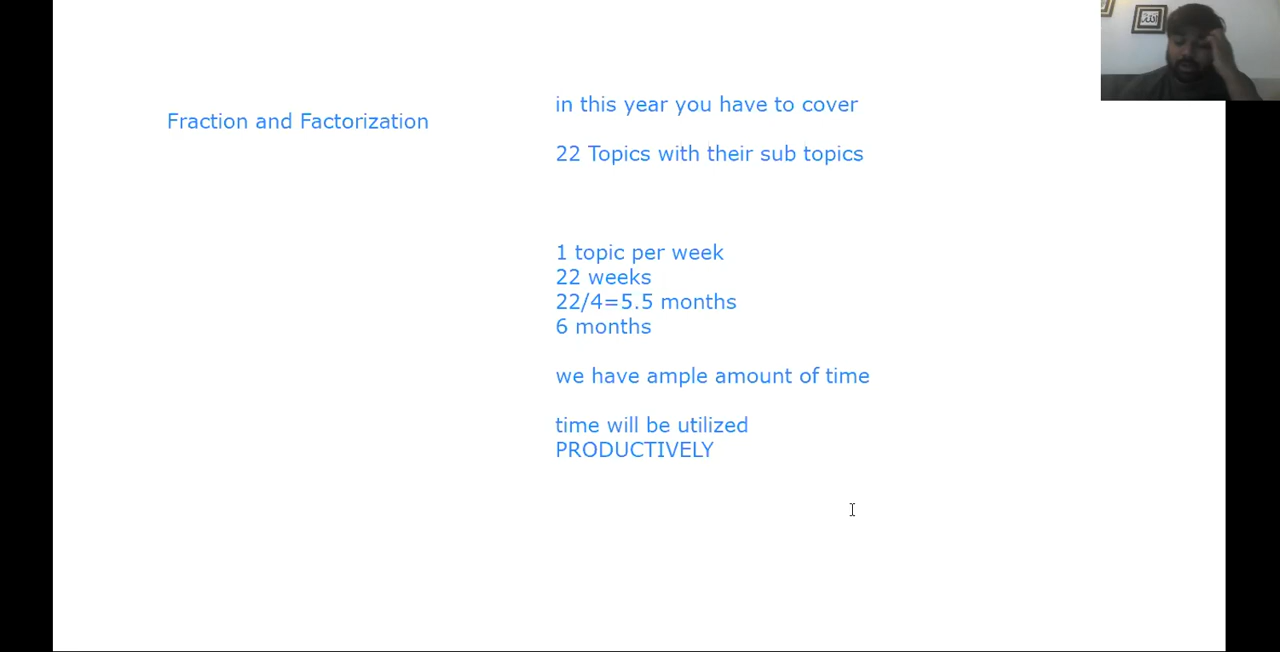 Fraction and Factorization
in this year you have to cover
22 Topics with their sub topics
1 topic per week
22 weeks
22/4=5.5 months
6 months
we have ample amount of time
time will be utilized
PRODUCTIVELY